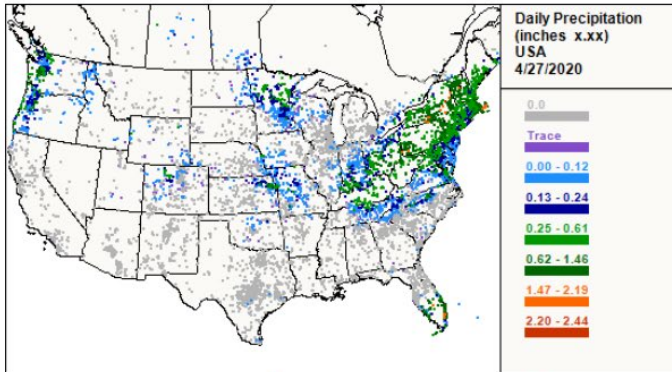 Daily Precipitation
(inches x.xx)
USA
4/27/2020
0.0
Trace
0.00 - 0.12
0.13 - 0.24
0.25 - 0.61
0.62 - 1.46
1.47 - 2.19
2.20 - 2.44